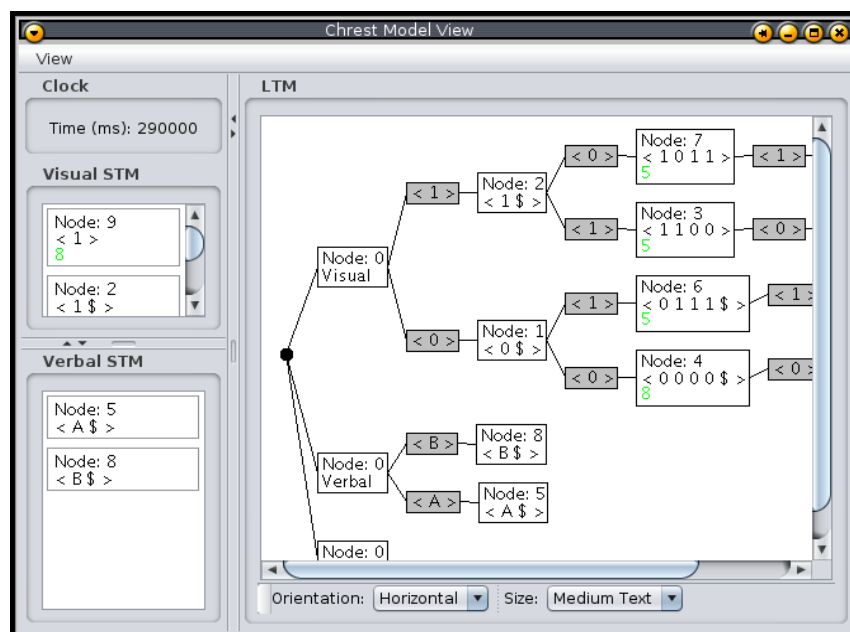 Chrest Model View
View
Clock
Time (ms): 290000
Visual STM
Node: 9
< 1 >
8
Node: 2
< 1 $ >
Verbal STM
Node: 5
< A $ >
Node: 8
< B $ >
LTM
Node: 0
Visual
< 1 >
Node: 2
< 1 $ >
< 0 >
Node: 7
< 1 0 1 1 >
5
< 1 >
< 1 >
Node: 3
< 1 1 0 0 >
5
< 0 >
< 0 >
Node: 1
< 0 $ >
< 1 >
Node: 6
< 0 1 1 1 $ >
5
< 1 >
< 0 >
Node: 4
< 0 0 0 0 $ >
8
< 0
Node: 0
Verbal
< B >
Node: 8
< B $ >
< A >
Node: 5
< A $ >
Node: 0
Orientation: Horizontal Size: Medium Text